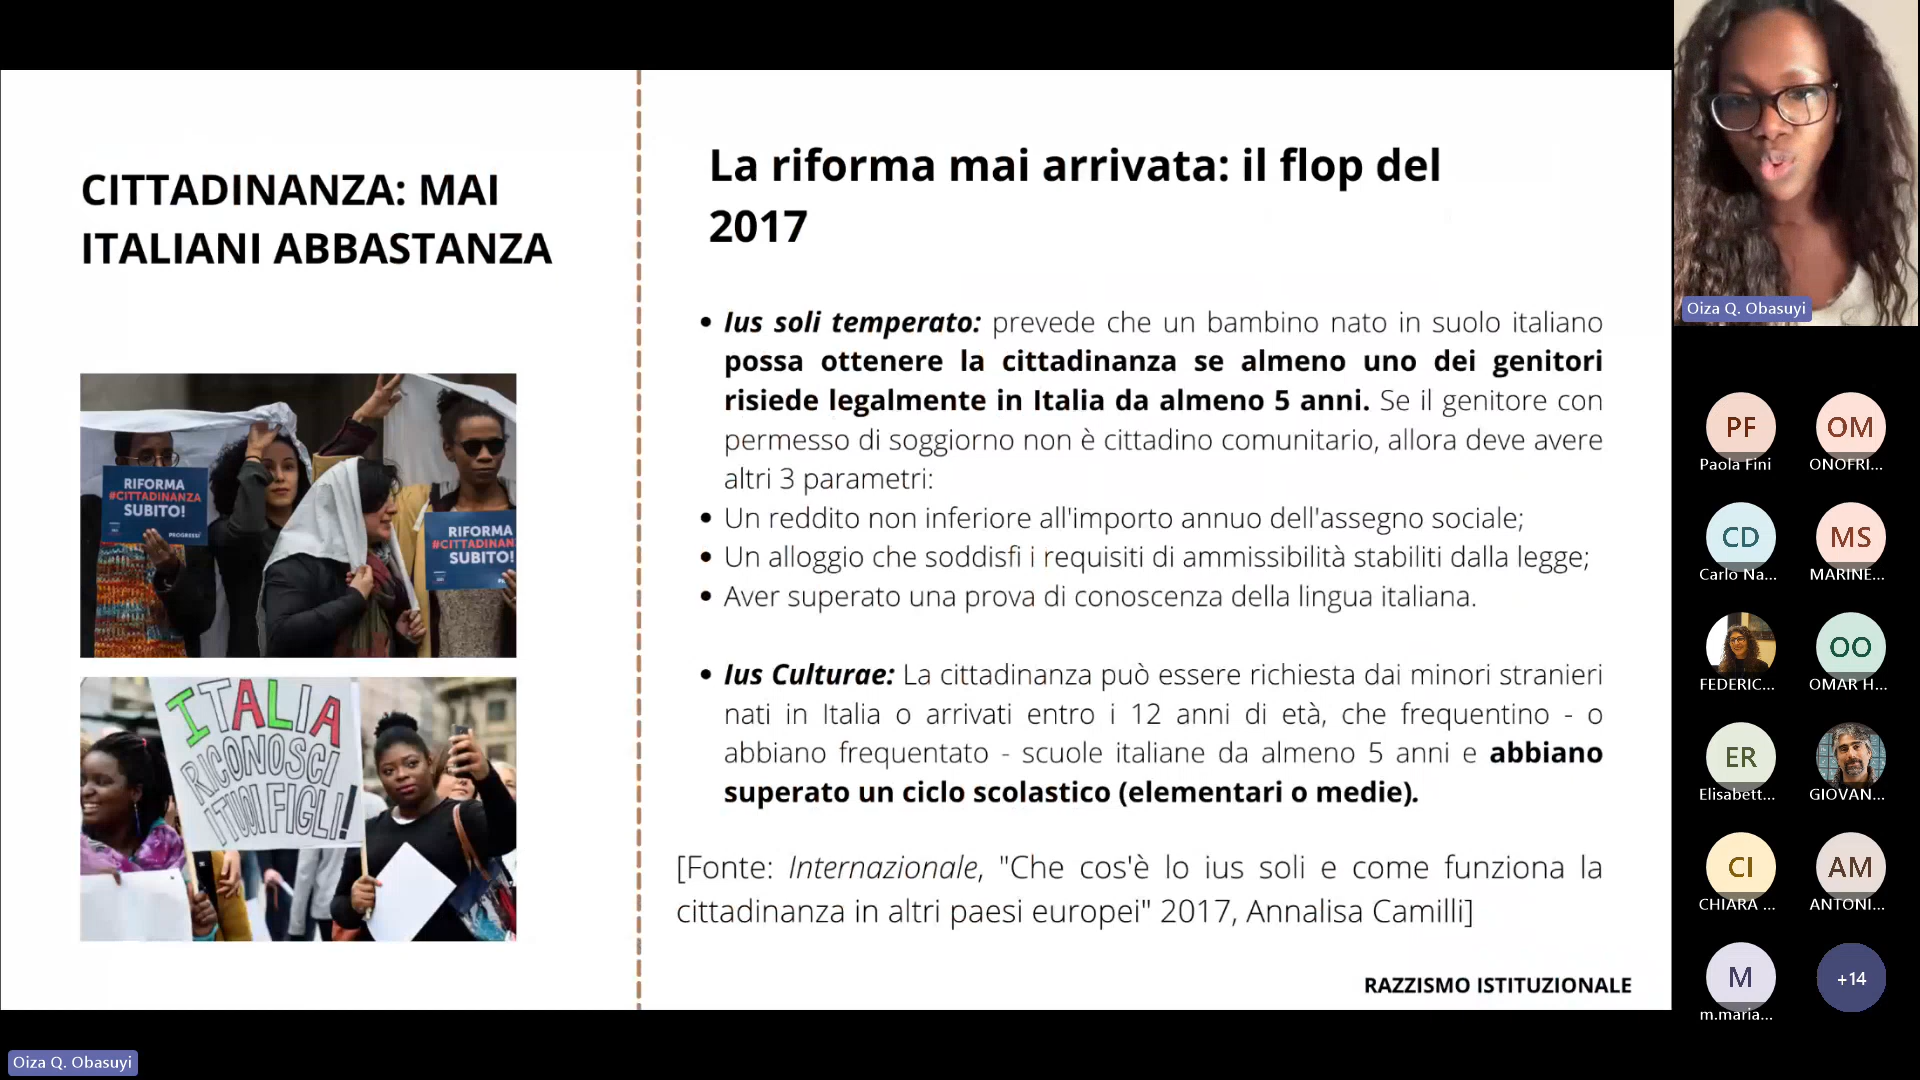 CITTADINANZA: MAI
ITALIANI ABBASTANZA
RIFORMA
#CITTADINANZA
SUBITO!
PROGRESSI
RIFORMA
#CITTADINAN
SUBITO!
ITALIA
RICONOSCI
I TUOI FIGLI!
La riforma mai arrivata: il flop del
2017
• Ius soli temperato: prevede che un bambino nato in suolo italiano
possa ottenere la cittadinanza se almeno uno dei genitori
risiede legalmente in Italia da almeno 5 anni. Se il genitore con
permesso di soggiorno non è cittadino comunitario, allora deve avere
altri 3 parametri:
• Un reddito non inferiore all'importo annuo dell'assegno sociale;
• Un alloggio che soddisfi i requisiti di ammissibilità stabiliti dalla legge;
• Aver superato una prova di conoscenza della lingua italiana.
• Ius Culturae: La cittadinanza può essere richiesta dai minori stranieri
nati in Italia o arrivati entro i 12 anni di età, che frequentino - o
abbiano frequentato - scuole italiane da almeno 5 anni e abbiano
superato un ciclo scolastico (elementari o medie).
[Fonte: Internazionale, "Che cos'è lo ius soli e come funziona la
cittadinanza in altri paesi europei" 2017, Annalisa Camilli]
RAZZISMO ISTITUZIONALE
Oiza Q. Obasuyi
PF
Paola Fini
OM
ONOFRI...
CD
Carlo Na...
MS
MARINE...
FEDERIC...
OO
OMAR H...
ER
Elisabett...
GIOVAN...
CI
CHIARA ...
AM
ANTONI...
M
m.maria...
+14
Oiza Q. Obasuyi